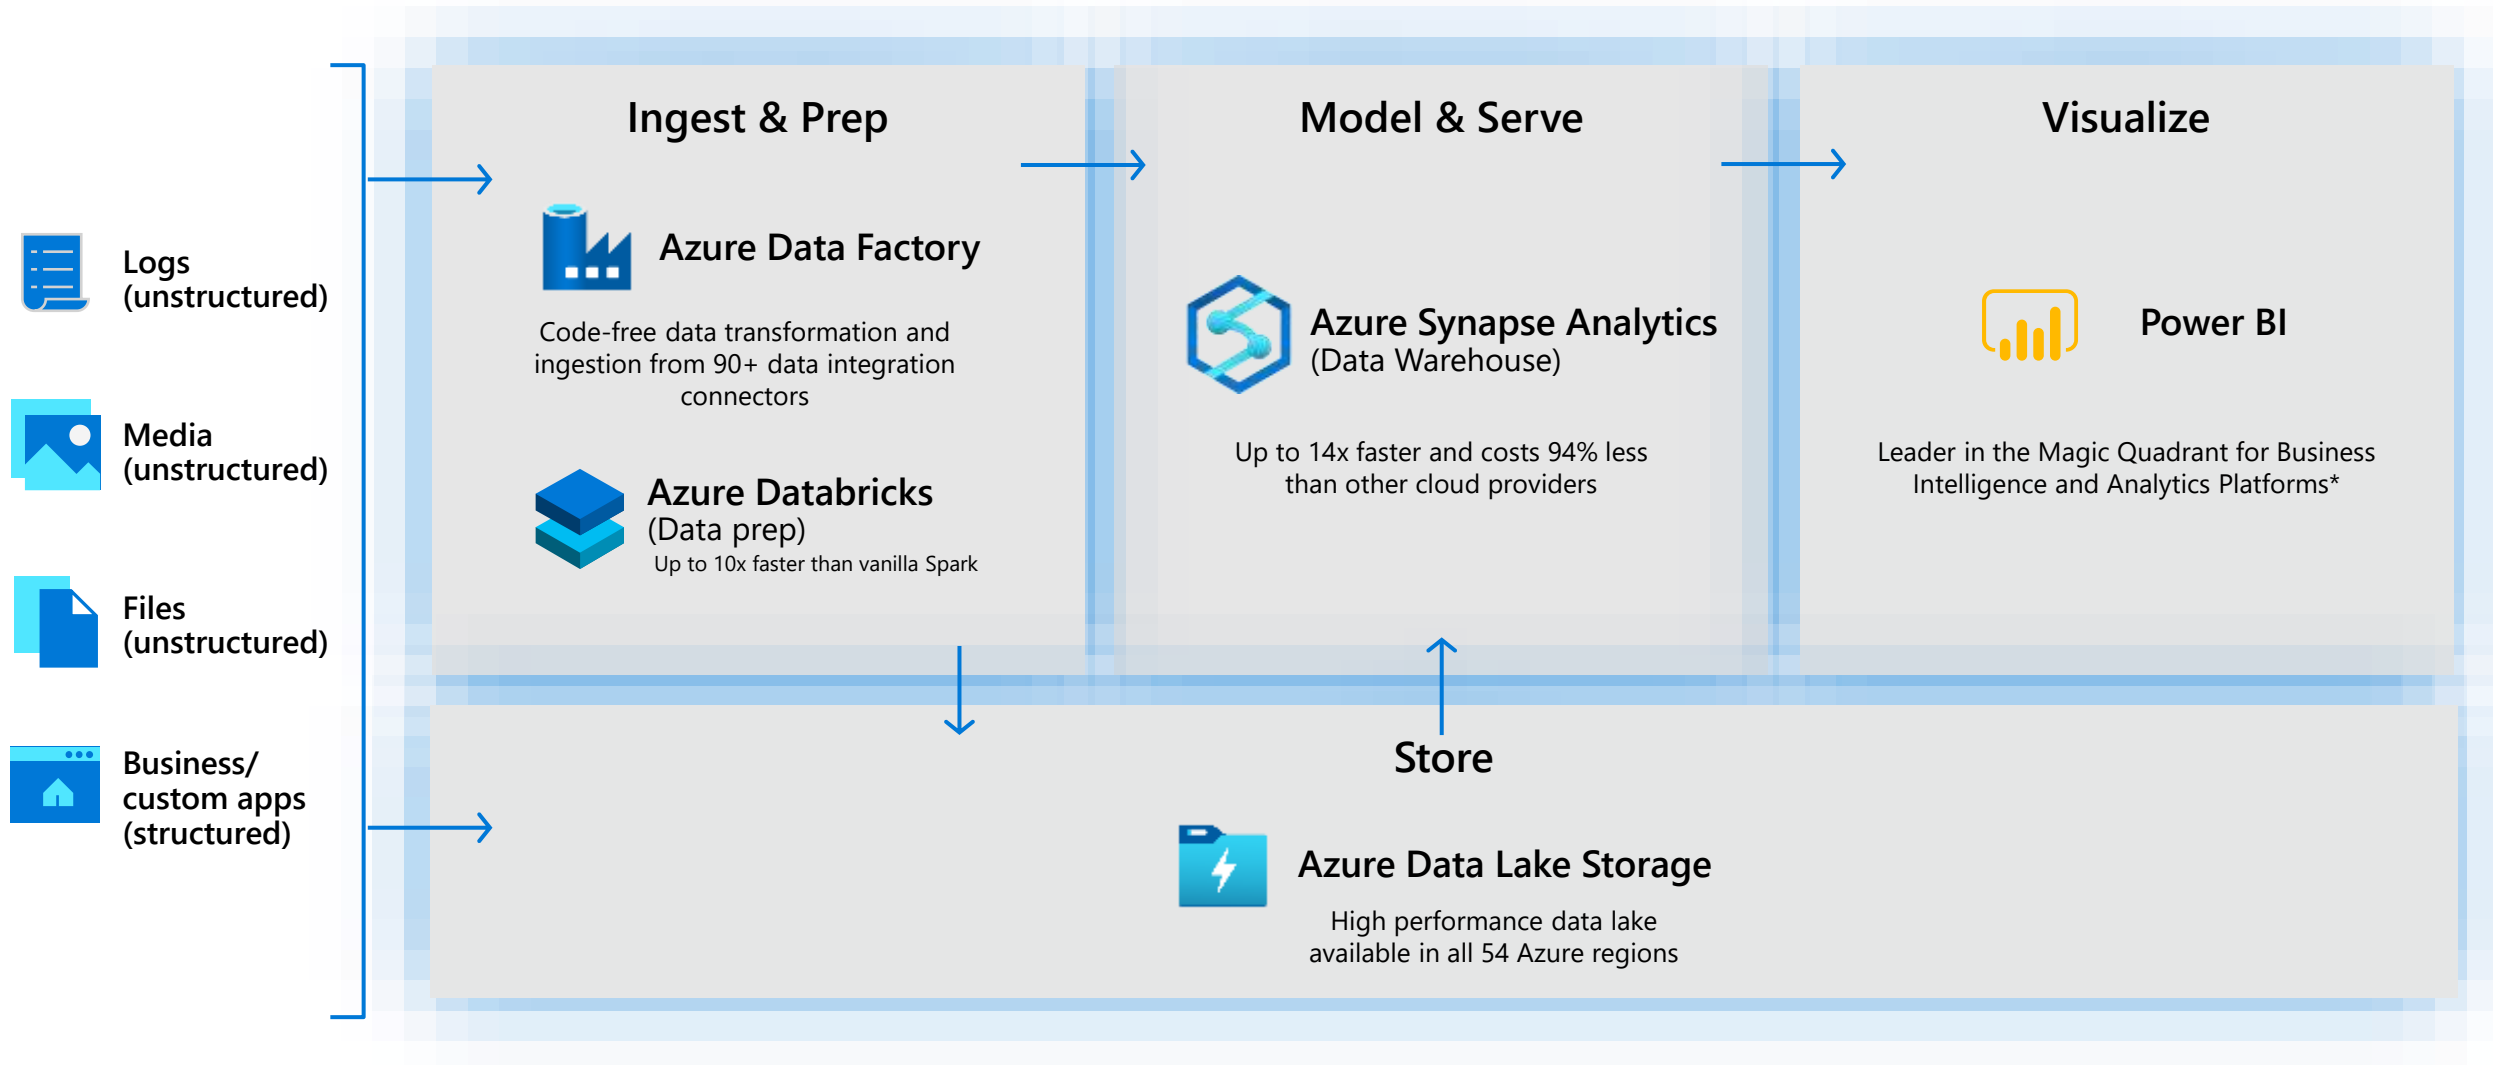 Logs
(unstructured)
Media
(unstructured)
Files
(unstructured)
Business/
custom apps
(structured)
Ingest & Prep
Azure Data Factory
Code-free data transformation and
ingestion from 90+ data integration
connectors
Azure Databricks
(Data prep)
Up to 10x faster than vanilla Spark
Model & Serve
Azure Synapse Analytics
(Data Warehouse)
Up to 14x faster and costs 94% less
than other cloud providers
Visualize
Power BI
Leader in the Magic Quadrant for Business
Intelligence and Analytics Platforms*
Store
Azure Data Lake Storage
High performance data lake
available in all 54 Azure regions